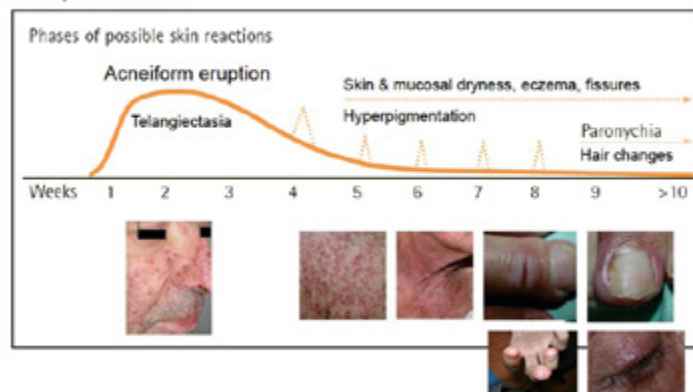 Phases of possible skin reactions
Acneiform eruption
Skin & mucosal dryness, eczema, fissures
Telangiectasia
Hyperpigmentation
Paronychia
Hair changes
Weeks 1 2 3 4 5 6 7 8 9 >10